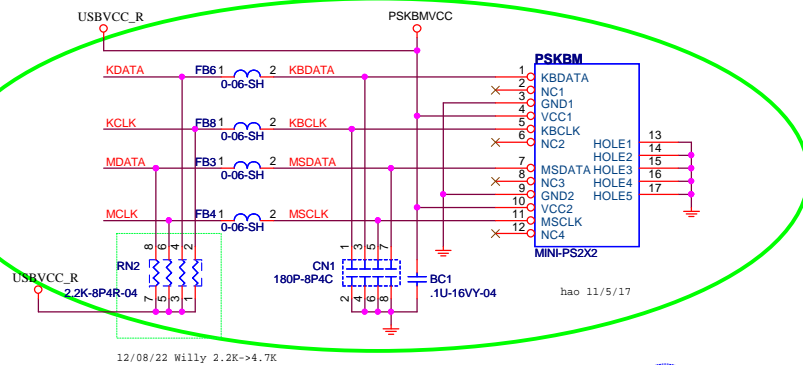 USBVCC_R
PSKBMVCC
PSKBM
KDATA
FB6 1 2
KBDATA
0-06-SH
KCLK
FB8 1 2
KBCLK
0-06-SH
MDATA
FB3 1 2
MSDATA
0-06-SH
MCLK
FB4 1 2
MSCLK
0-06-SH
1 KBDATA
2 NC1
3 GND1
4 VCC1
5 KBCLK
6 NC2
7 MSDATA
8 NC3
9 GND2
10 VCC2
11 MSCLK
12 NC4
HOLE1 13
HOLE2 14
HOLE3 15
HOLE4 16
HOLE5 17
MINI-PS2X2
8 6 4 2
RN2
USBVCC_R
2.2K-8P4R-04
7 5 3 1
1 3 5 7
CN1
180P-8P4C
2 4 6 8
BC1
.1U-16VY-04
hao 11/5/17
12/08/22 Willy 2.2K->4.7K